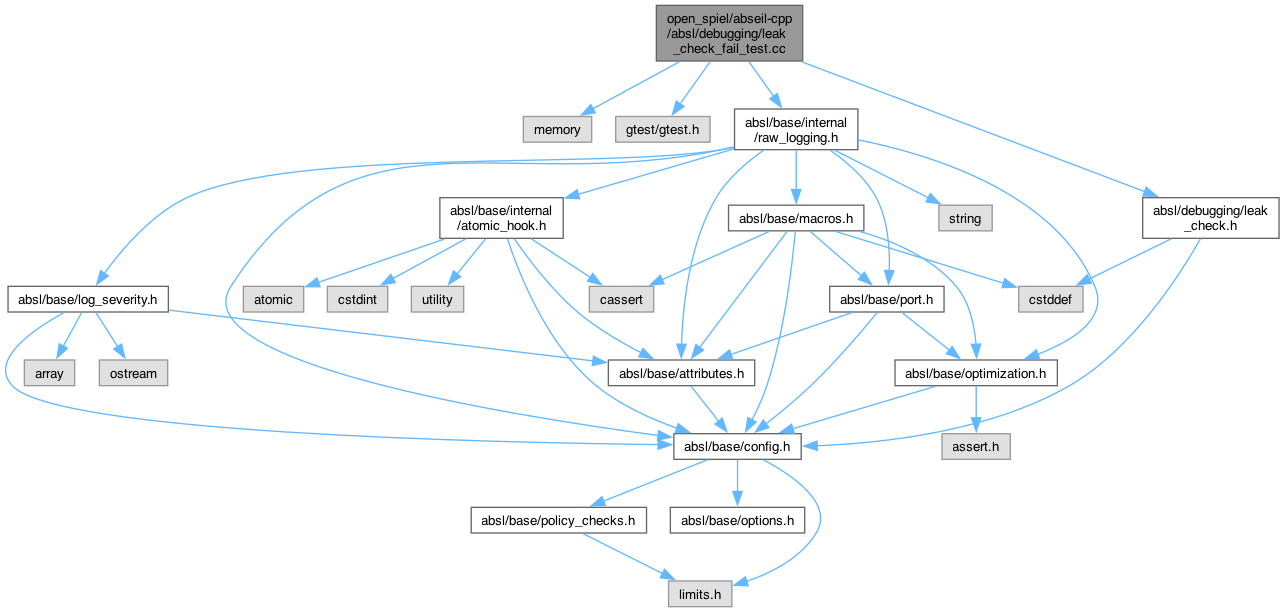 open_spiel/abseil-cpp
/absl/debugging/leak
_check_fail_test.cc
memory
gtest/gtest.h
absl/base/internal
/raw_logging.h
absl/base/internal
/atomic_hook.h
absl/base/macros.h
string
absl/debugging/leak
_check.h
absl/base/log_severity.h
atomic
cstdint
utility
cassert
absl/base/port.h
cstddef
array
ostream
absl/base/attributes.h
absl/base/optimization.h
absl/base/config.h
assert.h
absl/base/policy_checks.h
absl/base/options.h
limits.h